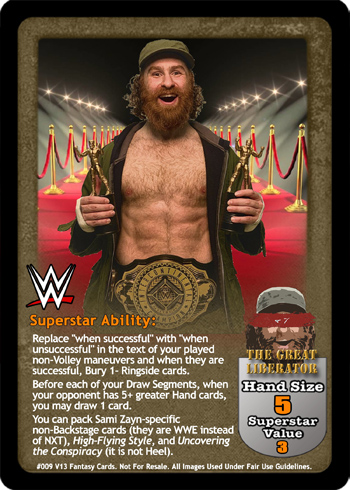 W
Superstar Ability:
Replace "when successful" with "when
unsuccessful" in the text of your played
non-Volley maneuvers and when they are
successful, Bury 1- Ringside cards.
Before each of your Draw Segments, when
your opponent has 5+ greater Hand cards,
you may draw 1 card.
You can pack Sami Zayn-specific
non-Backstage cards (they are WWE instead
of NXT), High-Flying Style, and Uncovering
the Conspiracy (it is not Heel).
THE GREAT
LIBERATOR
Hand Size
5
Superstar
Value
3
#009 V13 Fantasy Cards. Not For Resale. All Images Used Under Fair Use Guidelines.